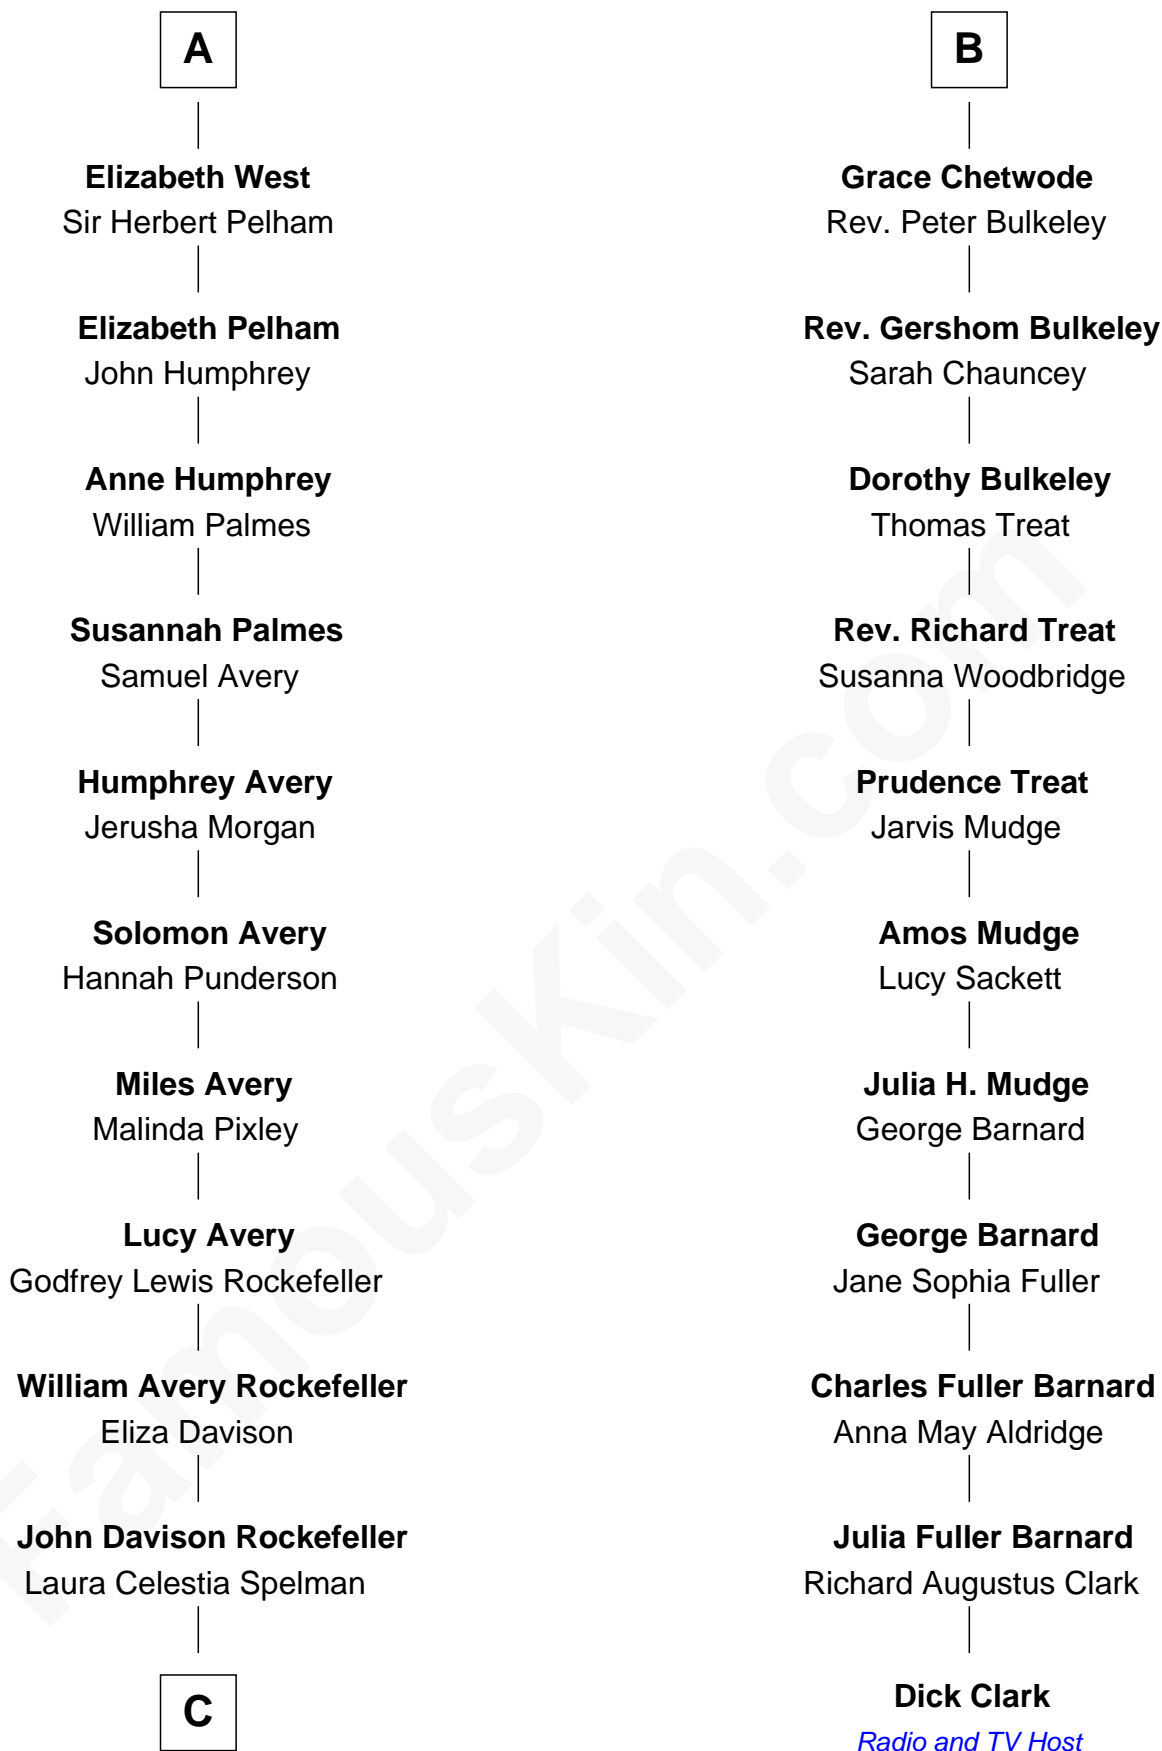 A
Elizabeth West
Sir Herbert Pelham
Elizabeth Pelham
John Humphrey
Anne Humphrey
William Palmes
Susannah Palmes
Samuel Avery
Humphrey Avery
Jerusha Morgan
Solomon Avery
Hannah Punderson
Miles Avery
Malinda Pixley
Lucy Avery
Godfrey Lewis Rockefeller
William Avery Rockefeller
Eliza Davison
John Davison Rockefeller
Laura Celestia Spelman
C
B
Grace Chetwode
Rev. Peter Bulkeley
Rev. Gershom Bulkeley
Sarah Chauncey
Dorothy Bulkeley
Thomas Treat
Rev. Richard Treat
Susanna Woodbridge
Prudence Treat
Jarvis Mudge
Amos Mudge
Lucy Sackett
Julia H. Mudge
George Barnard
George Barnard
Jane Sophia Fuller
Charles Fuller Barnard
Anna May Aldridge
Julia Fuller Barnard
Richard Augustus Clark
Dick Clark
Radio and TV Host
FamousKin.com